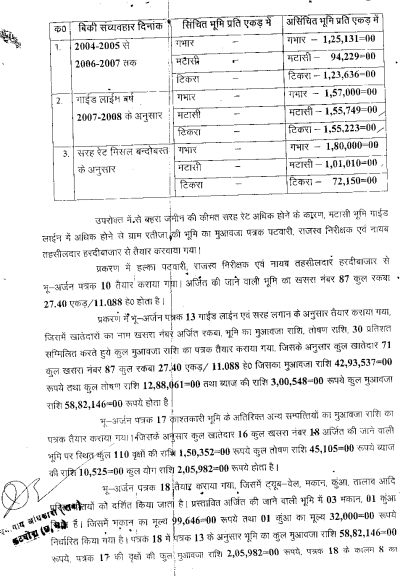 क0 बिकी संव्यवहार दिनांक सिंचित भूमि प्रति एकड़ में असिंचित भूमि प्रति एकड़ में
1. 2004-2005 से 2006-2007 तक गभार – गभार – 1,25,131=00
मटासी – मटासी – 94,229=00
टिकरा – टिकरा – 1,23,636=00
2. गाईड लाईन वर्ष 2007-2008 के अनुसार गभार – गभार – 1,57,000=00
मटासी – मटासी – 1,55,749=00
टिकरा – टिकरा – 1,55,223=00
3. सरह रेट मिसल बन्दोबस्त के अनुसार गभार – गभार – 1,80,000=00
मटासी – मटासी – 1,01,010=00
टिकरा – टिकरा – 72,150=00
उपरोक्त में से बहरा जमीन की कीमत सरह रेट अधिक होने के कारण, मटासी भूमि गाईड
लाईन में अधिक होने से ग्राम रतीजा की भूमि का मुआवजा पत्रक पटवारी, राजस्व निरीक्षक एवं नायब
तहसीलदार हरदीबाजार से तैयार करवाया गया।
प्रकरण में हल्का पटवारी, राजस्व निरीक्षक एवं नायब तहसीलदार हरदीबाजार से
भू–अर्जन पत्रक 10 तैयार कराया गया। अर्जित की जाने वाली भूमि का खसरा नंबर 87 कुल रकबा
27.40 एकड़/11.088 हे0 होता है।
प्रकरण में भू–अर्जन पत्रक 13 गाईड लाईन एवं सरह लगान के अनुसार तैयार कराया गया,
जिसमें खातेदारों का नाम खसरा नंबर अर्जित रकबा, भूमि का मुआवजा राशि, तोषण राशि, 30 प्रतिशत
सम्मिलित करते हुये कुल मुआवजा राशि का पत्रक तैयार कराया गया, जिसके अनुसार कुल खातेदार 71
कुल खसरा नंबर 87 कुल रकबा 27.40 एकड़/ 11.088 हे0 जिसका मुआवजा राशि 42,93,537=00
रूपये तथा कुल तोषण राशि 12,88,061=00 तथा ब्याज की राशि 3,00,548=00 रूपये कुल मुआवजा
राशि 58,82,146=00 रूपये होता है
भू–अर्जन पत्रक 17 काश्तकारी भूमि के अतिरिक्त अन्य सम्पत्तियों का मुआवजा राशि का
पत्रक तैयार कराया गया। जिसके अनुसार कुल खातेदार 16 कुल खसरा नंबर 18 अर्जित की जाने वाली
भूमि पर स्थित कुल 110 वृक्षों की राशि 1,50,352=00 रूपये कुल तोषण राशि 45,105=00 रूपये ब्याज
की राशि 10,525=00 कुल योग राशि 2,05,982=00 रूपये होता है।
भू–अर्जन पत्रक 18 तैयार कराया गया, जिसमें ट्यूब–वेल, मकान, कुंआ, तालाब आदि
को दर्शित किया जाता है। प्रस्तावित अर्जित की जाने वाली भूमि में 03 मकान, 01 कुंआ
है। जिसमें मकान का मूल्य 99,646=00 रूपये तथा 01 कुंआ का मूल्य 32,000=00 रूपये
निर्धारित किया गया है। पत्रक 18 में पत्रक 13 के अनुसार भूमि का कुल मुआवजा राशि 58,82,146=00
रूपये, पत्रक 17 की वृक्षों की कुल मुआवजा राशि 2,05,982=00 रूपये, पत्रक 18 के कालम 8 का